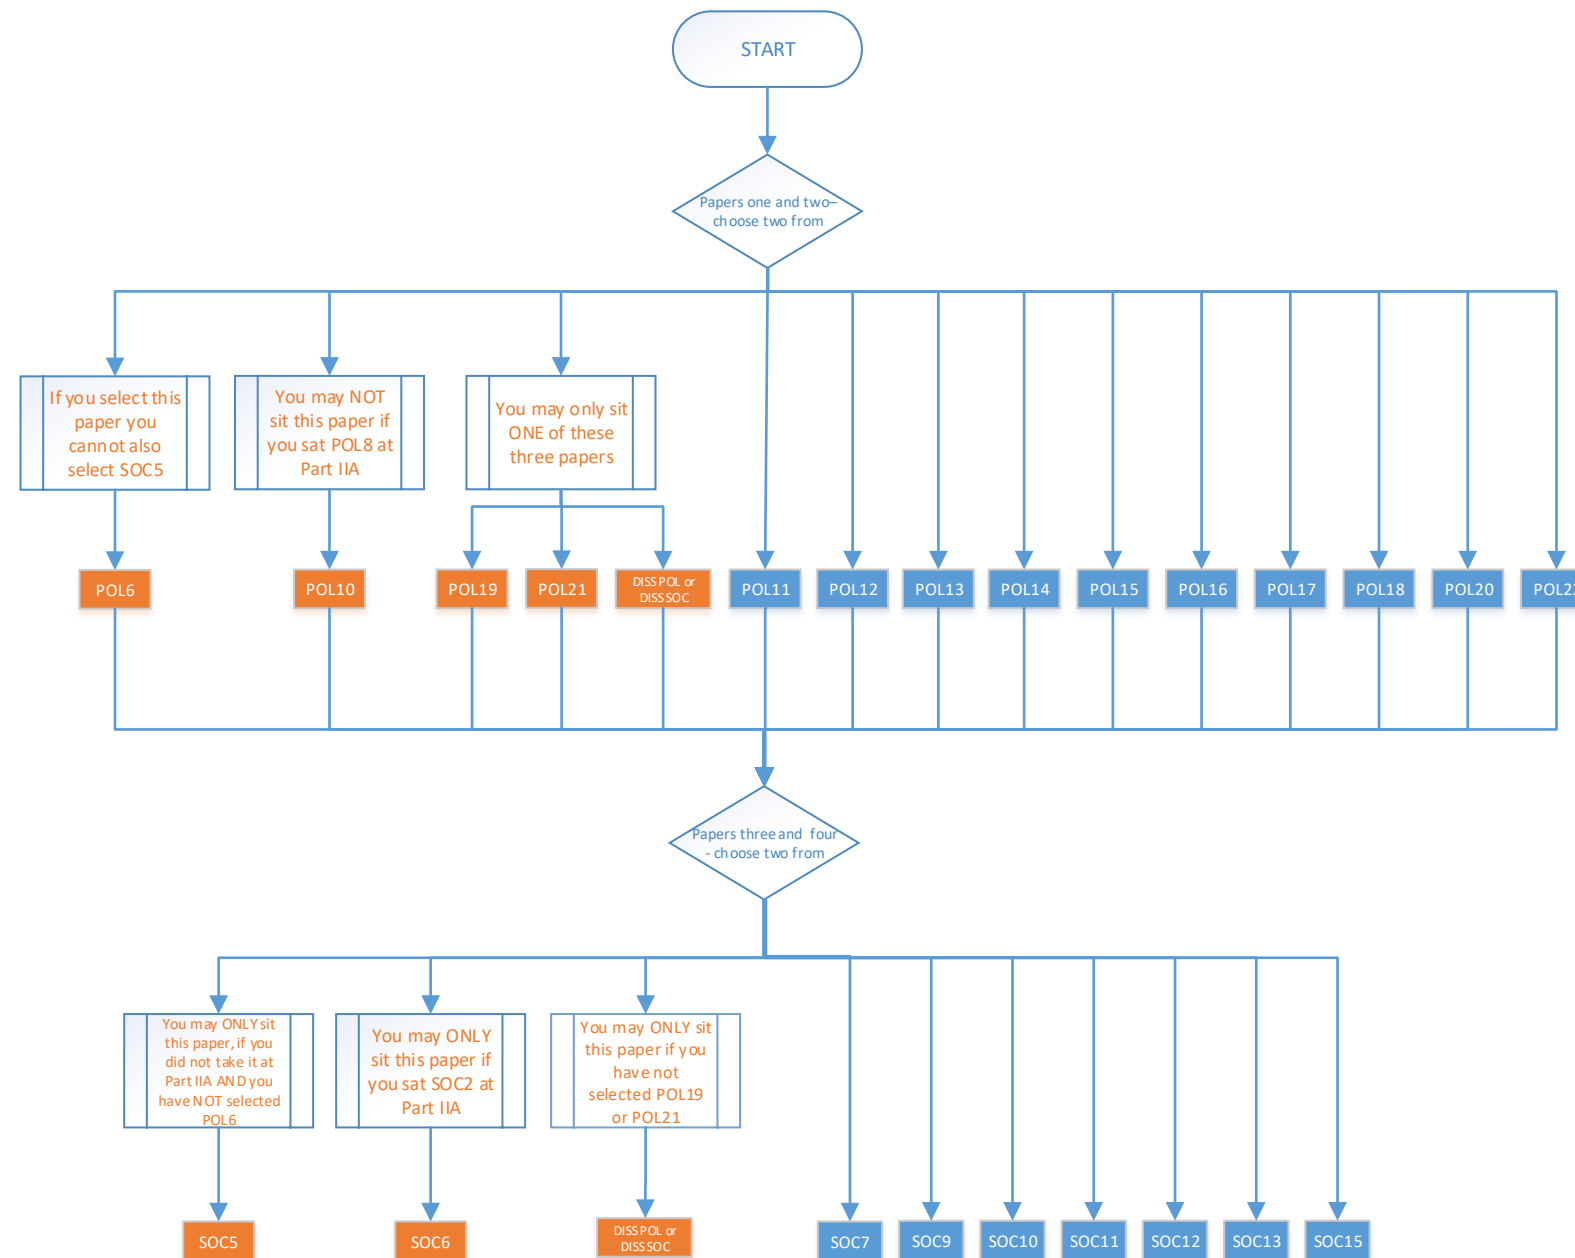 START
Papers one and two–
choose two from
If you select this
paper you
cannot also
select SOC5
You may NOT
sit this paper if
you sat POL8 at
Part IIA
You may only sit
ONE of these
three papers
POL6
POL10
POL19
POL21
DISS POL or
DISS SOC
POL11
POL12
POL13
POL14
POL15
POL16
POL17
POL18
POL20
Papers three and four
- choose two from
You may ONLY sit
this paper, if you
did not take it at
Part IIA AND you
have NOT selected
POL6
You may ONLY
sit this paper if
you sat SOC2 at
Part IIA
You may ONLY sit
this paper if you
have not
selected POL19
or POL21
SOC5
SOC6
DISS POL or
DISS SOC
SOC7
SOC9
SOC10
SOC11
SOC12
SOC13
SOC15